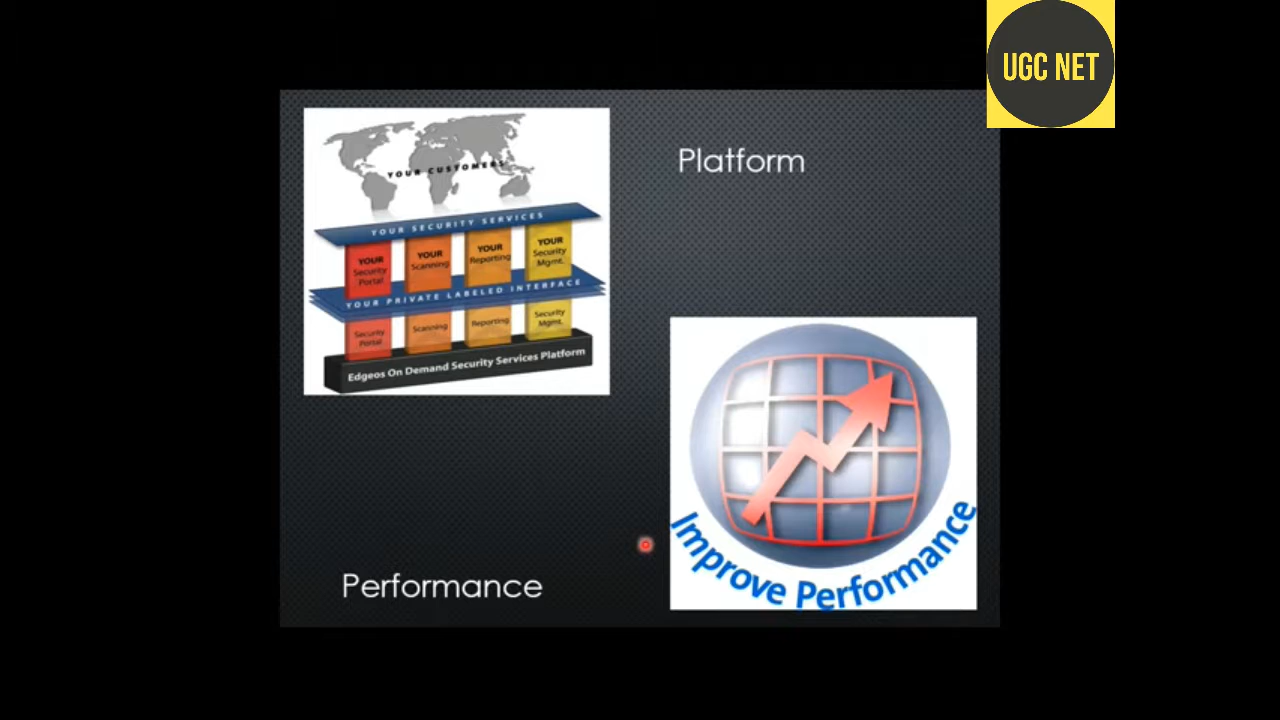 UGC NET
YOUR CUSTOMERS
Platform
YOUR SECURITY SERVICES
YOUR
Security
Portal
YOUR
Scanning
YOUR
Reporting
YOUR
Security
Mgmt.
YOUR PRIVATE LABELED INTERFACE
Security
Portal
Scanning
Reporting
Security
Mgmt.
Edgeos On Demand Security Services Platform
Improve Performance
Performance